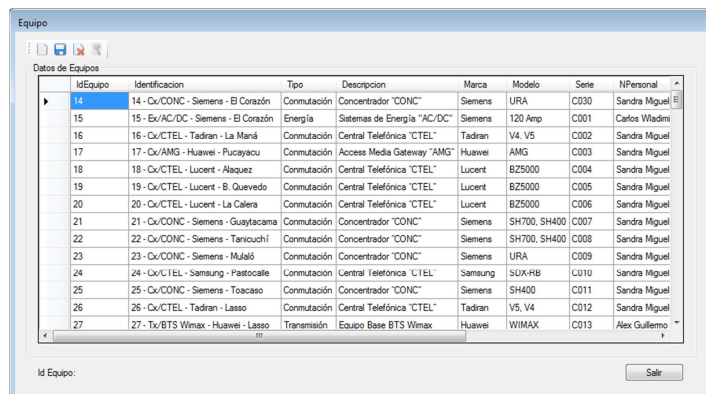 Equipo
Datos de Equipos
IdEquipo Identificacion Tipo Descripcion Marca Modelo Serie NPersonal
14 14 - Cx/CONC - Siemens - El Corazón Conmutación Concentrador "CONC" Siemens URA C030 Sandra Miguel
15 15 - Ex/AC/DC - Siemens - El Corazón Energía Sistemas de Energía "AC/DC" Siemens 120 Amp C001 Carlos Wladimi
16 16 - Cx/CTEL - Tadiran - La Maná Conmutación Central Telefónica "CTEL" Tadiran V4. V5 C002 Sandra Miguel
17 17 - Cx/AMG - Huawei - Pucayacu Conmutación Access Media Gateway "AMG" Huawei AMG C003 Sandra Miguel
18 18 - Cx/CTEL - Lucent - Alaquez Conmutación Central Telefónica "CTEL" Lucent BZ5000 C004 Sandra Miguel
19 19 - Cx/CTEL - Lucent - B. Quevedo Conmutación Central Telefónica "CTEL" Lucent BZ5000 C005 Sandra Miguel
20 20 - Cx/CTEL - Lucent - La Calera Conmutación Central Telefónica "CTEL" Lucent BZ5000 C006 Sandra Miguel
21 21 - Cx/CONC - Siemens - Guaytacama Conmutación Concentrador "CONC" Siemens SH700, SH400 C007 Sandra Miguel
22 22 - Cx/CONC - Siemens - Tanicuchí Conmutación Concentrador "CONC" Siemens SH700, SH400 C008 Sandra Miguel
23 23 - Cx/CONC - Siemens - Mulaló Conmutación Concentrador "CONC" Siemens URA C009 Sandra Miguel
24 24 - Cx/CTEL - Samsung - Pastocalle Conmutación Central Telefónica "CTEL" Samsung SDX-RB C010 Sandra Miguel
25 25 - Cx/CONC - Siemens - Toacaso Conmutación Concentrador "CONC" Siemens SH400 C011 Sandra Miguel
26 26 - Cx/CTEL - Tadiran - Lasso Conmutación Central Telefónica "CTEL" Tadiran V5, V4 C012 Sandra Miguel
27 27 - Tx/BTS Wimax - Huawei - Lasso Transmisión Equipo Base BTS Wimax Huawei WIMAX C013 Alex Guillermo
Id Equipo: Salir